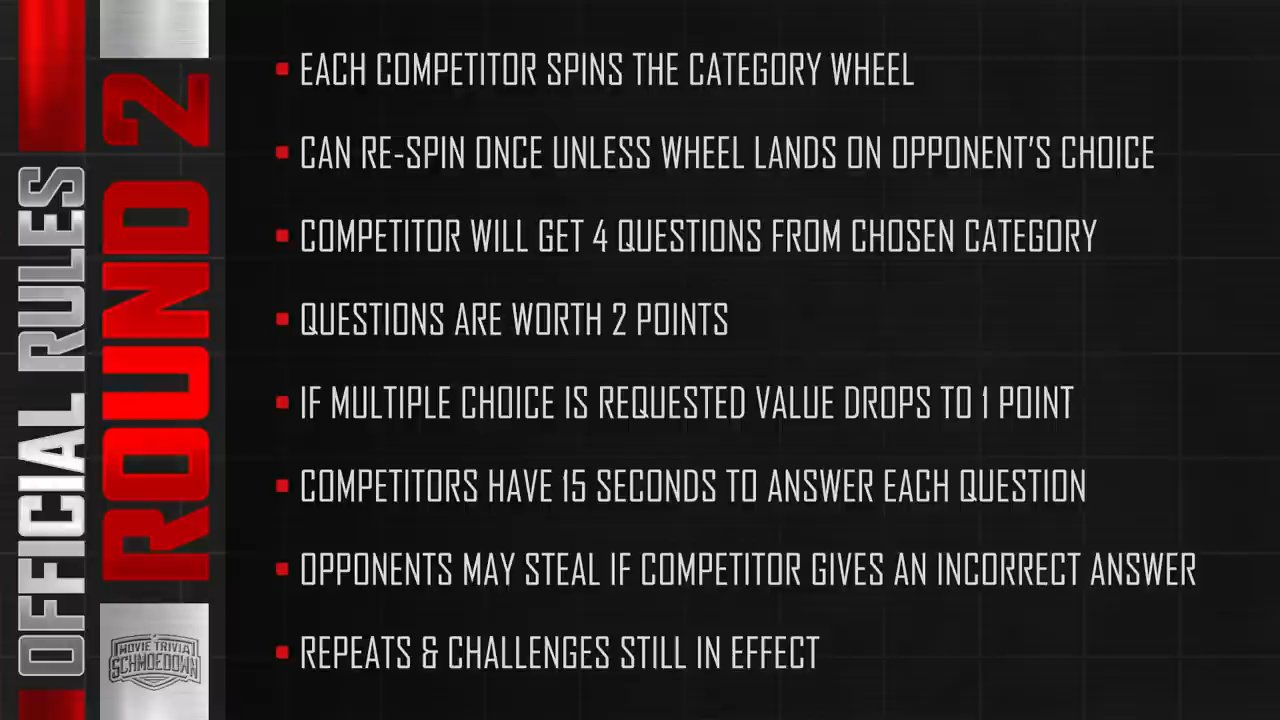 OFFICIAL RULES
ROUND 2
MOVIE TRIVIA
SCHMOEDOWN
EACH COMPETITOR SPINS THE CATEGORY WHEEL
CAN RE-SPIN ONCE UNLESS WHEEL LANDS ON OPPONENT'S CHOICE
COMPETITOR WILL GET 4 QUESTIONS FROM CHOSEN CATEGORY
QUESTIONS ARE WORTH 2 POINTS
IF MULTIPLE CHOICE IS REQUESTED VALUE DROPS TO 1 POINT
COMPETITORS HAVE 15 SECONDS TO ANSWER EACH QUESTION
OPPONENTS MAY STEAL IF COMPETITOR GIVES AN INCORRECT ANSWER
REPEATS & CHALLENGES STILL IN EFFECT